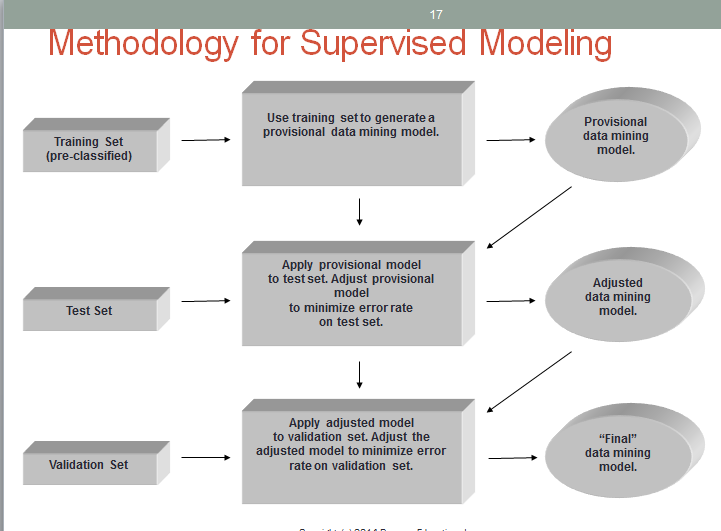 17
Methodology for Supervised Modeling
Training Set
(pre-classified)
Use training set to generate a
provisional data mining model.
Provisional
data mining
model.
Test Set
Apply provisional model
to test set. Adjust provisional
model
to minimize error rate
on test set.
Adjusted
data mining
model.
Validation Set
Apply adjusted model
to validation set. Adjust the
adjusted model to minimize error
rate on validation set.
“Final”
data mining
model.